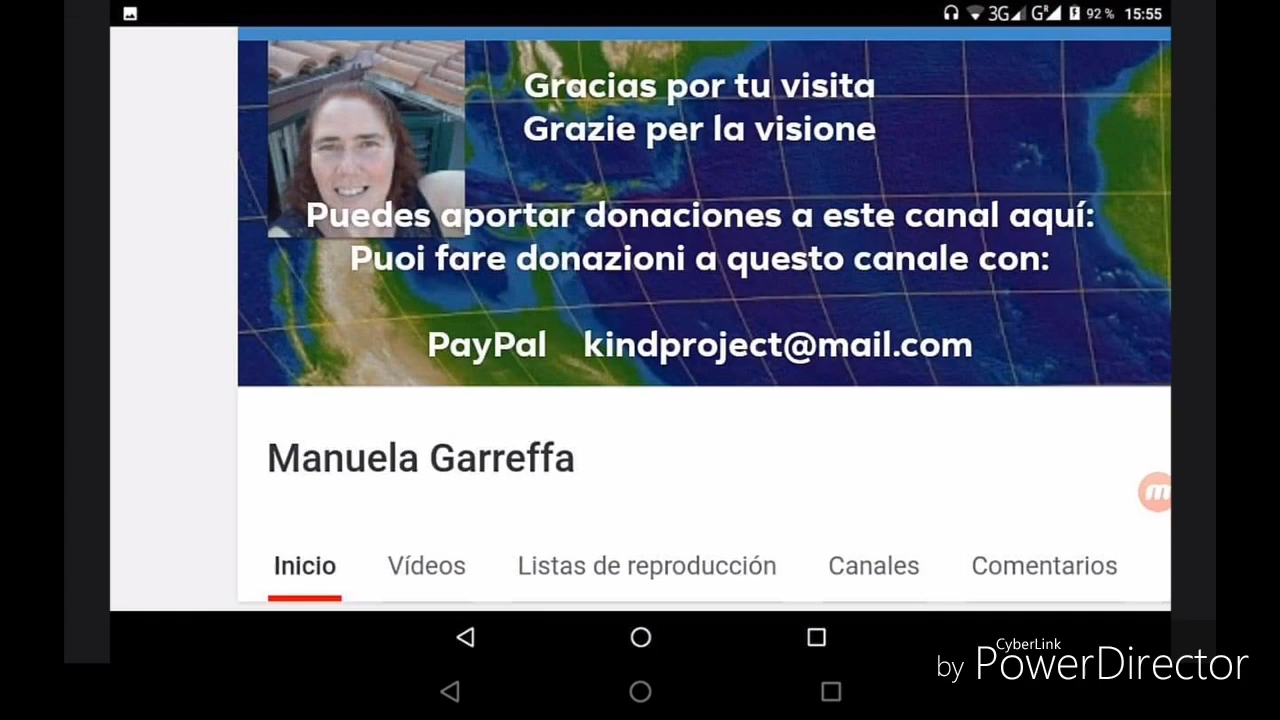 3G G R 92 % 15:55
Gracias por tu visita
Grazie per la visione
Puedes aportar donaciones a este canal aquí:
Puoi fare donazioni a questo canale con:
PayPal kindproject@mail.com
Manuela Garreffa
m
Inicio Vídeos Listas de reproducción Canales Comentarios
CyberLink
by PowerDirector